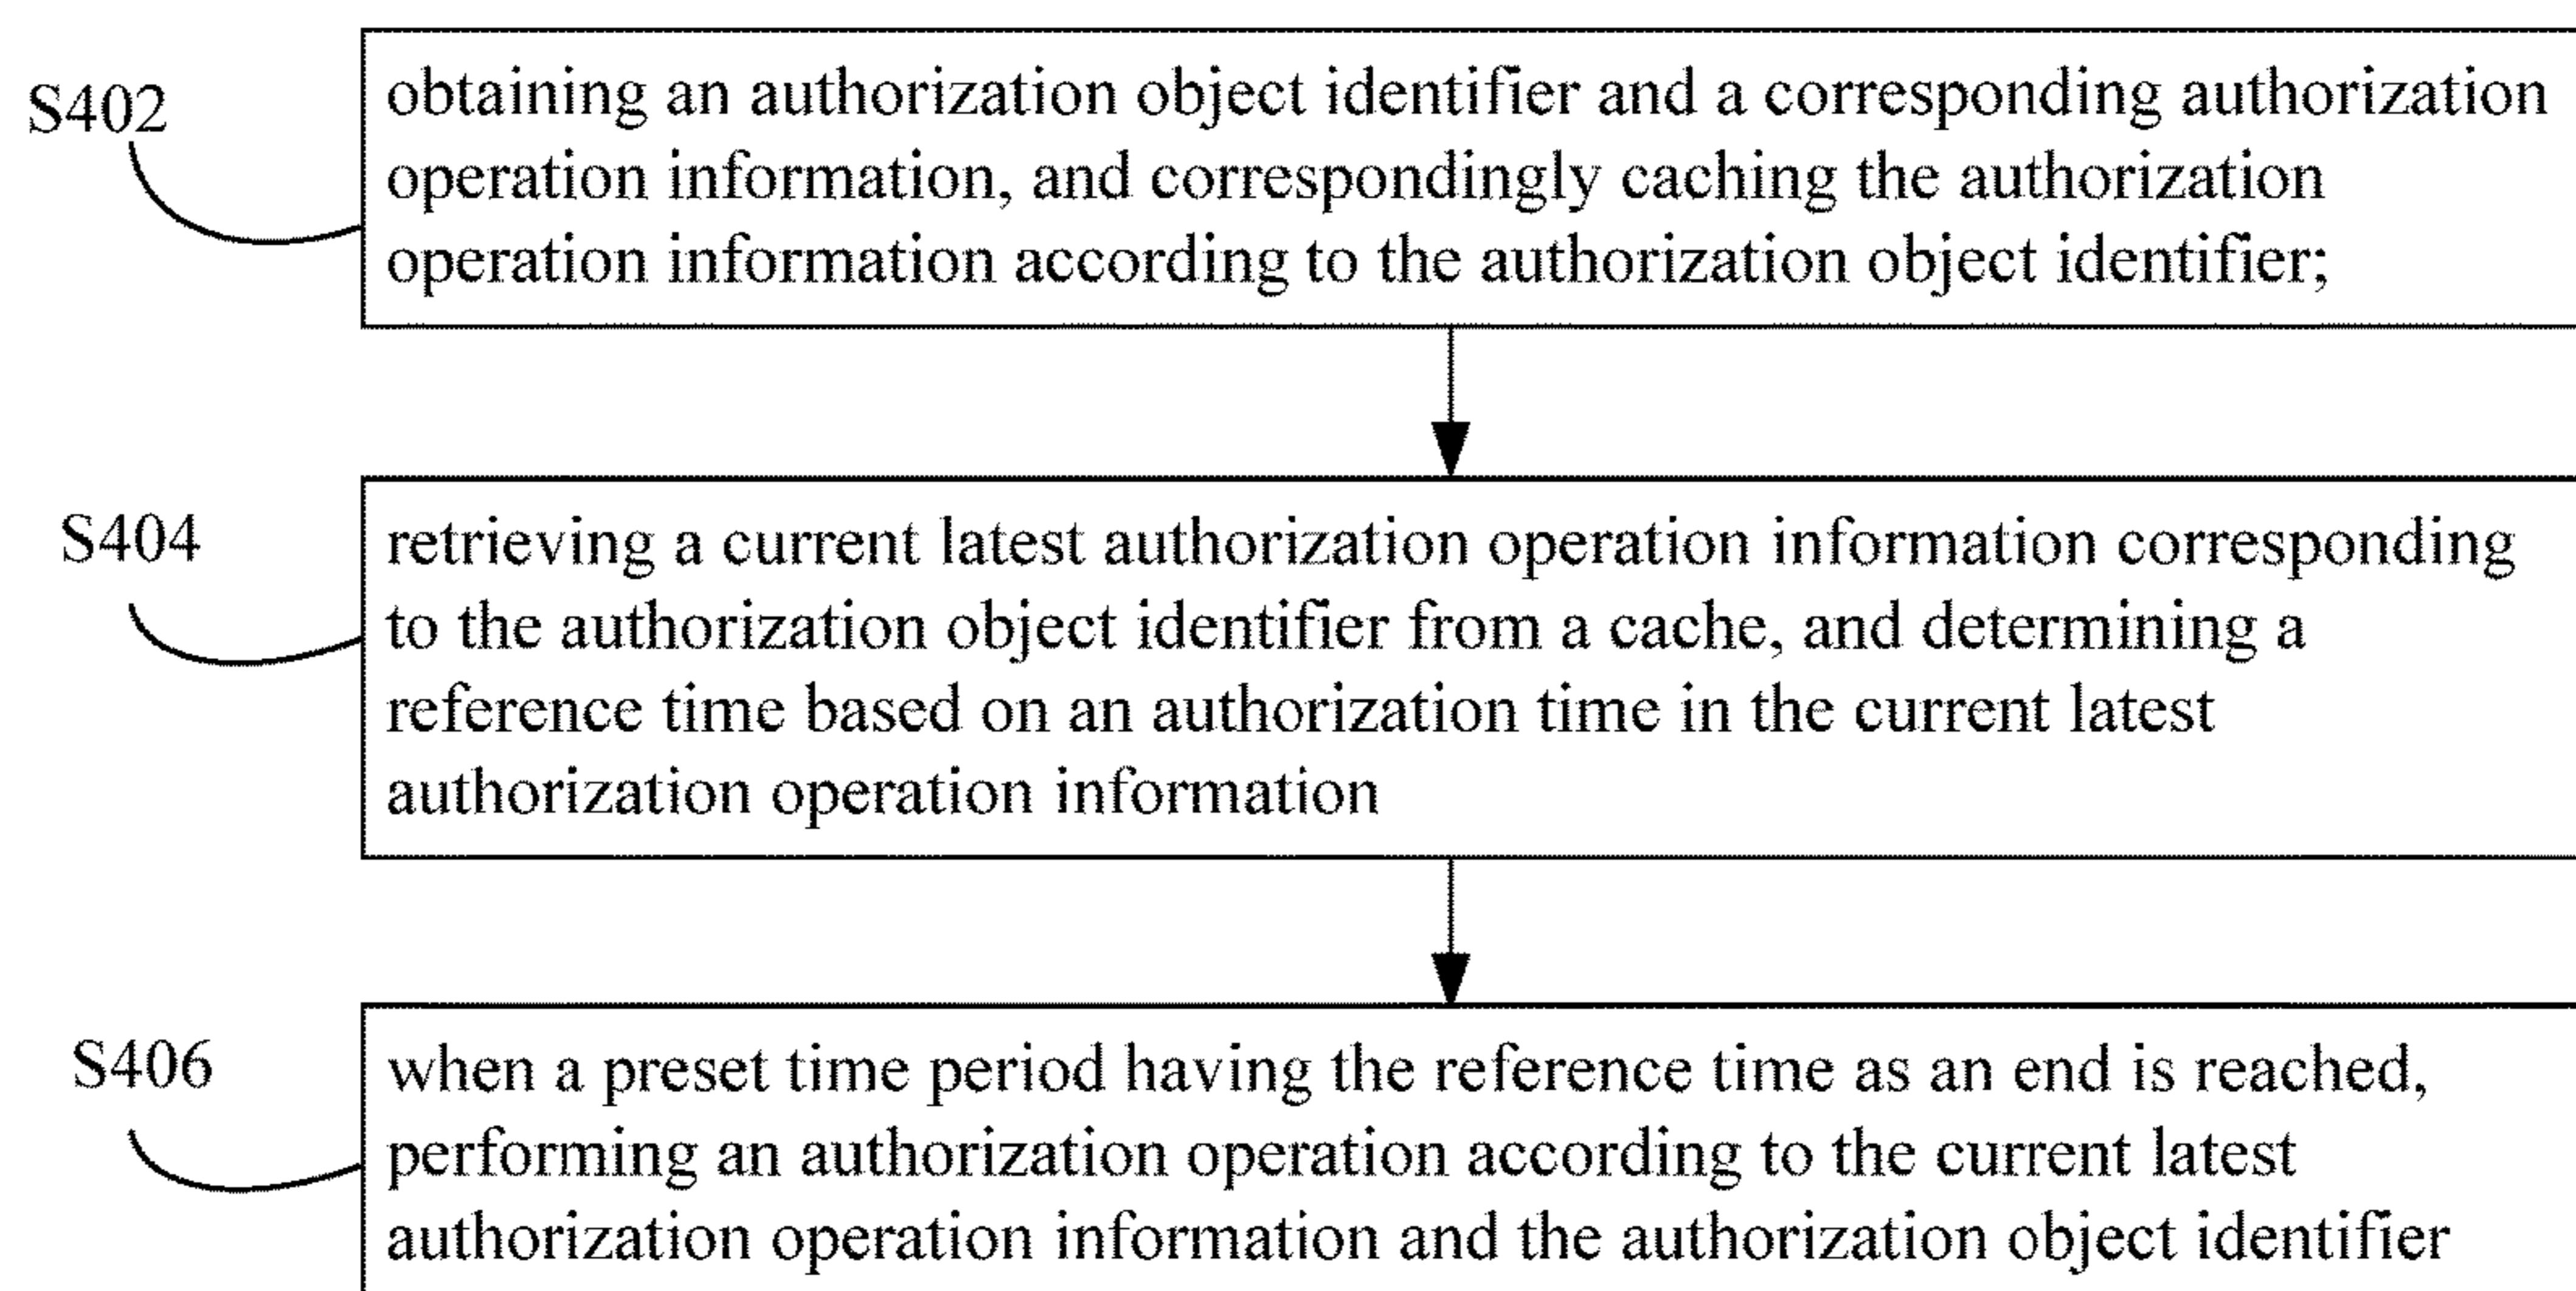 S402
obtaining an authorization object identifier and a corresponding authorization
operation information, and correspondingly caching the authorization
operation information according to the authorization object identifier;
S404
retrieving a current latest authorization operation information corresponding
to the authorization object identifier from a cache, and determining a
reference time based on an authorization time in the current latest
authorization operation information
S406
when a preset time period having the reference time as an end is reached,
performing an authorization operation according to the current latest
authorization operation information and the authorization object identifier